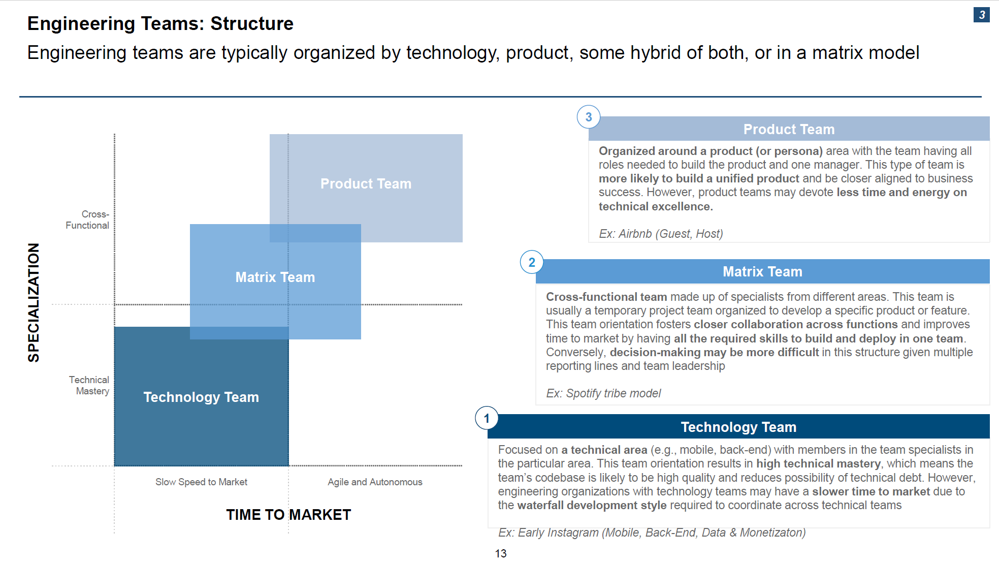 3
Engineering Teams: Structure
Engineering teams are typically organized by technology, product, some hybrid of both, or in a matrix model
SPECIALIZATION
Cross-
Functional
Technical
Mastery
Product Team
Matrix Team
Technology Team
Slow Speed to Market
Agile and Autonomous
TIME TO MARKET
3
Product Team
Organized around a product (or persona) area with the team having all
roles needed to build the product and one manager. This type of team is
more likely to build a unified product and be closer aligned to business
success. However, product teams may devote less time and energy on
technical excellence.
Ex: Airbnb (Guest, Host)
2
Matrix Team
Cross-functional team made up of specialists from different areas. This team is
usually a temporary project team organized to develop a specific product or feature.
This team orientation fosters closer collaboration across functions and improves
time to market by having all the required skills to build and deploy in one team.
Conversely, decision-making may be more difficult in this structure given multiple
reporting lines and team leadership
Ex: Spotify tribe model
1
Technology Team
Focused on a technical area (e.g., mobile, back-end) with members in the team specialists in
the particular area. This team orientation results in high technical mastery, which means the
team’s codebase is likely to be high quality and reduces possibility of technical debt. However,
engineering organizations with technology teams may have a slower time to market due to
the waterfall development style required to coordinate across technical teams
Ex: Early Instagram (Mobile, Back-End, Data & Monetizaton)
13